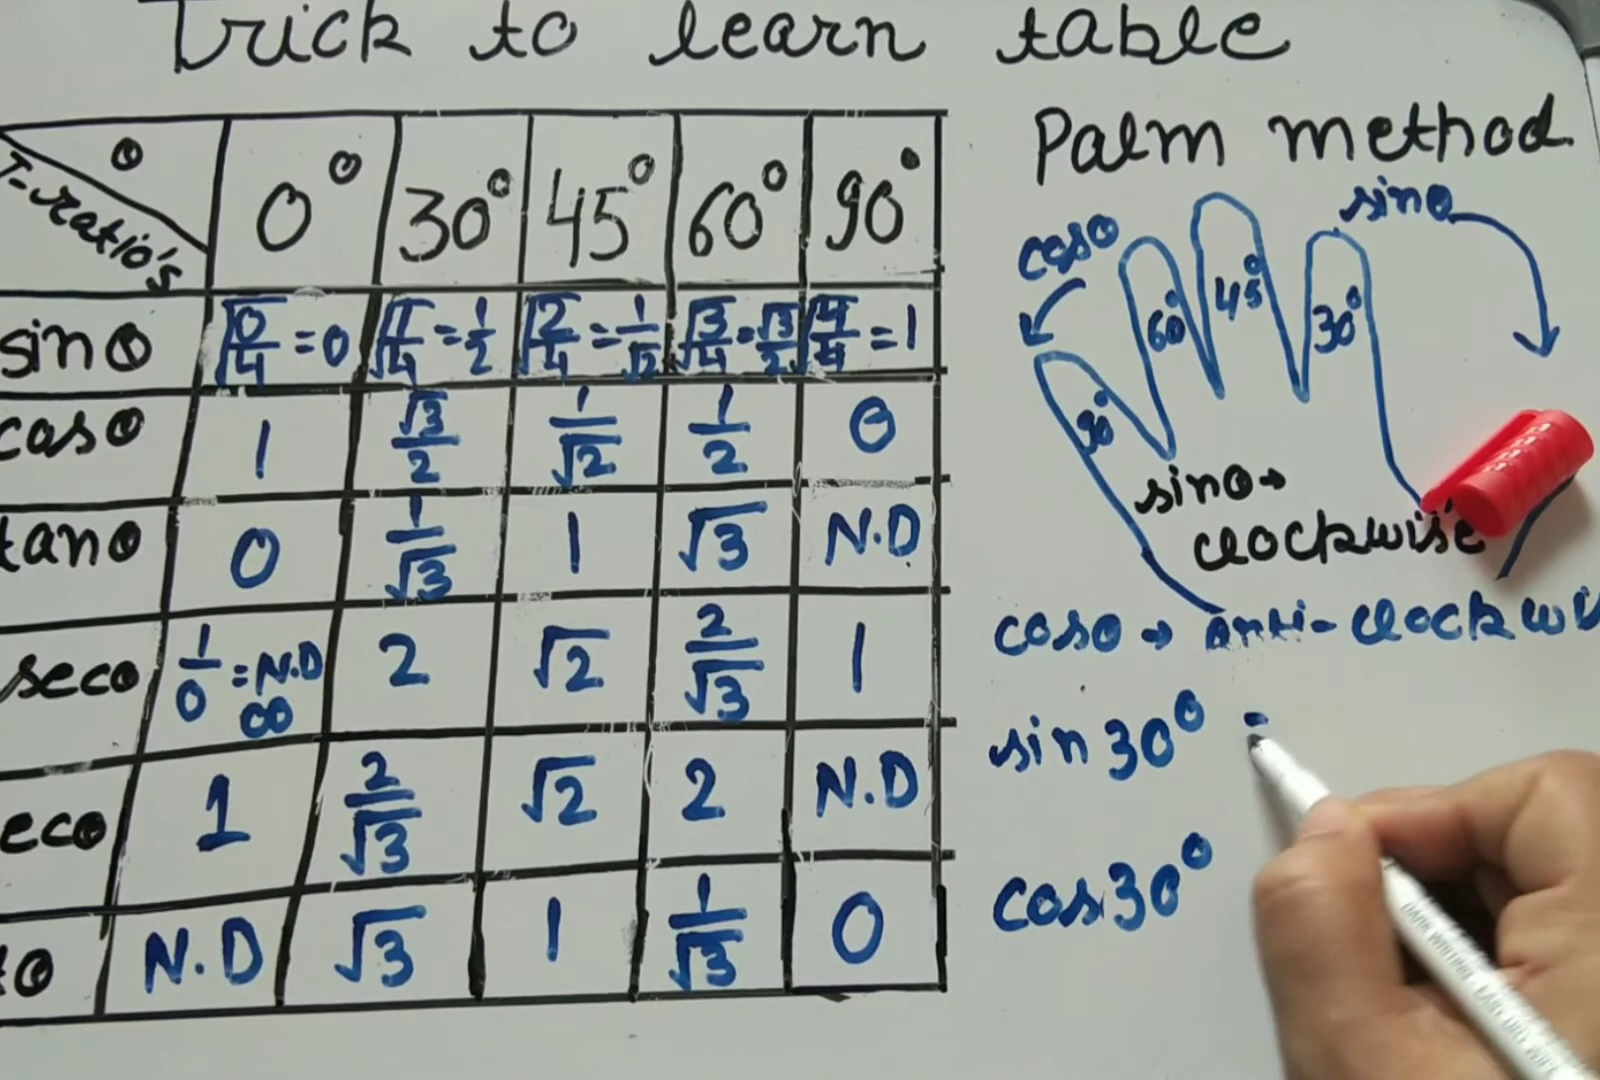 Trick to learn table
θ 0° 30° 45° 60° 90°
T-ratio's
sinθ √0/4 = 0 √1/4 = 1/2 √2/4 = 1/√2 √3/4 = √3/2 √4/4 = 1
cosθ 1 √3/2 1/√2 1/2 0
tanθ 0 1/√3 1 √3 N.D
secθ 1/0 = N.D ∞ 2 √2 2/√3 1
ecθ 1 2/√3 √2 2 N.D
tθ N.D √3 1 1/√3 0
Palm method
cosθ sinθ
90° 60° 45° 30°
sinθ→
clockwise
cosθ → anti-clockwi
sin 30° =
cos 30°